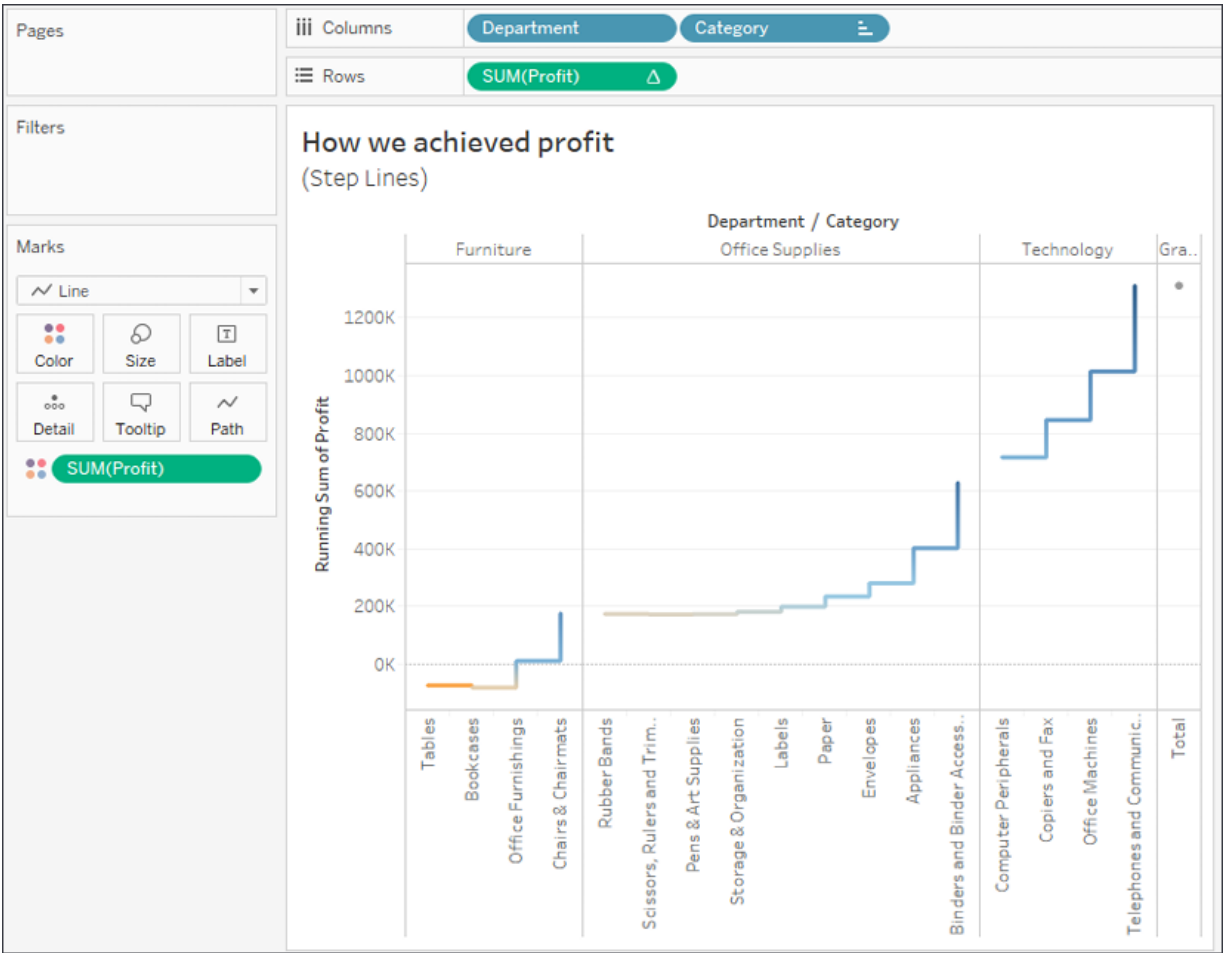 Pages
Columns
Department
Category
Rows
SUM(Profit)
Filters
Marks
Line
Color
Size
Label
Detail
Tooltip
Path
SUM(Profit)
How we achieved profit
(Step Lines)
Department / Category
Furniture
Office Supplies
Technology
Gra..
Running Sum of Profit
1200K
1000K
800K
600K
400K
200K
0K
Tables
Bookcases
Office Furnishings
Chairs & Chairmats
Rubber Bands
Scissors, Rulers and Trim..
Pens & Art Supplies
Storage & Organization
Labels
Paper
Envelopes
Appliances
Binders and Binder Access..
Computer Peripherals
Copiers and Fax
Office Machines
Telephones and Communic..
Total